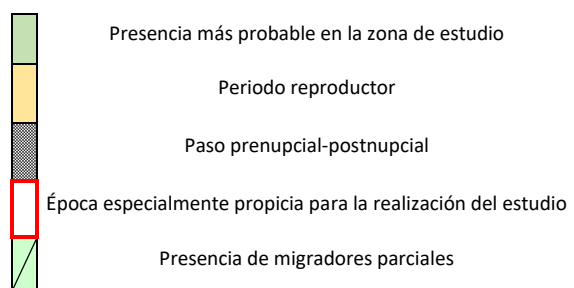 Presencia más probable en la zona de estudio
Periodo reproductor
Paso prenupcial-postnupcial
Época especialmente propicia para la realización del estudio
Presencia de migradores parciales